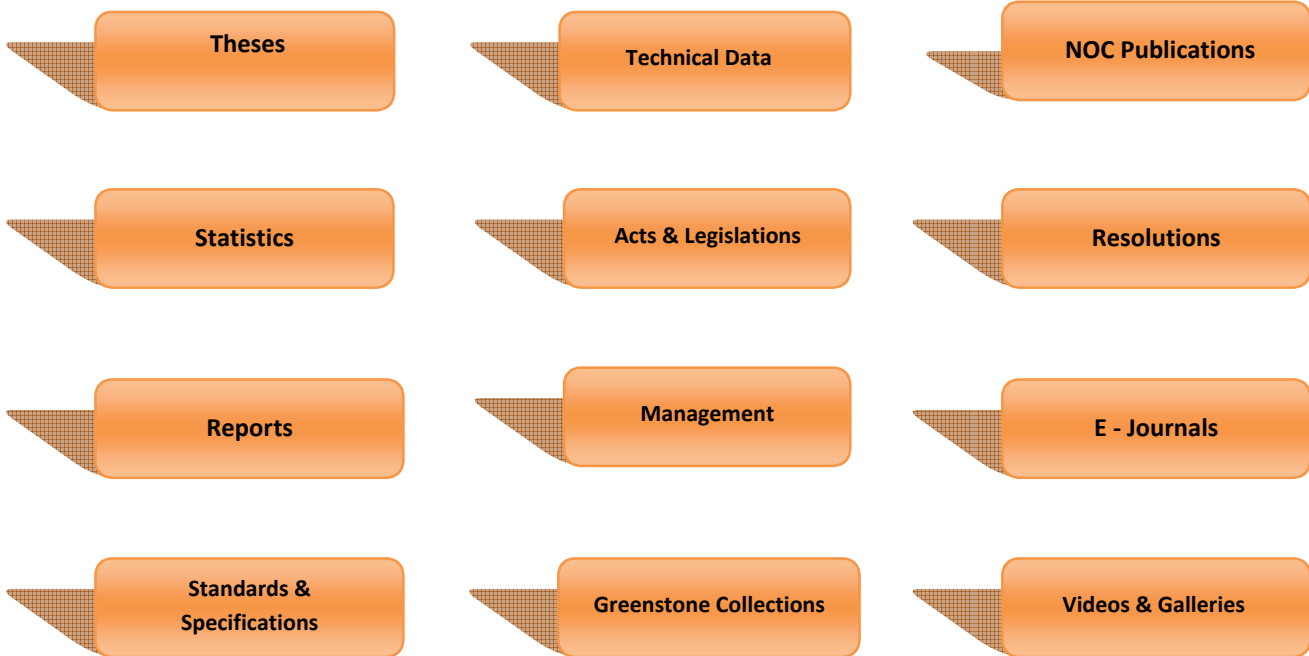 Theses
Technical Data
NOC Publications
Statistics
Acts & Legislations
Resolutions
Reports
Management
E - Journals
Standards &
Specifications
Greenstone Collections
Videos & Galleries